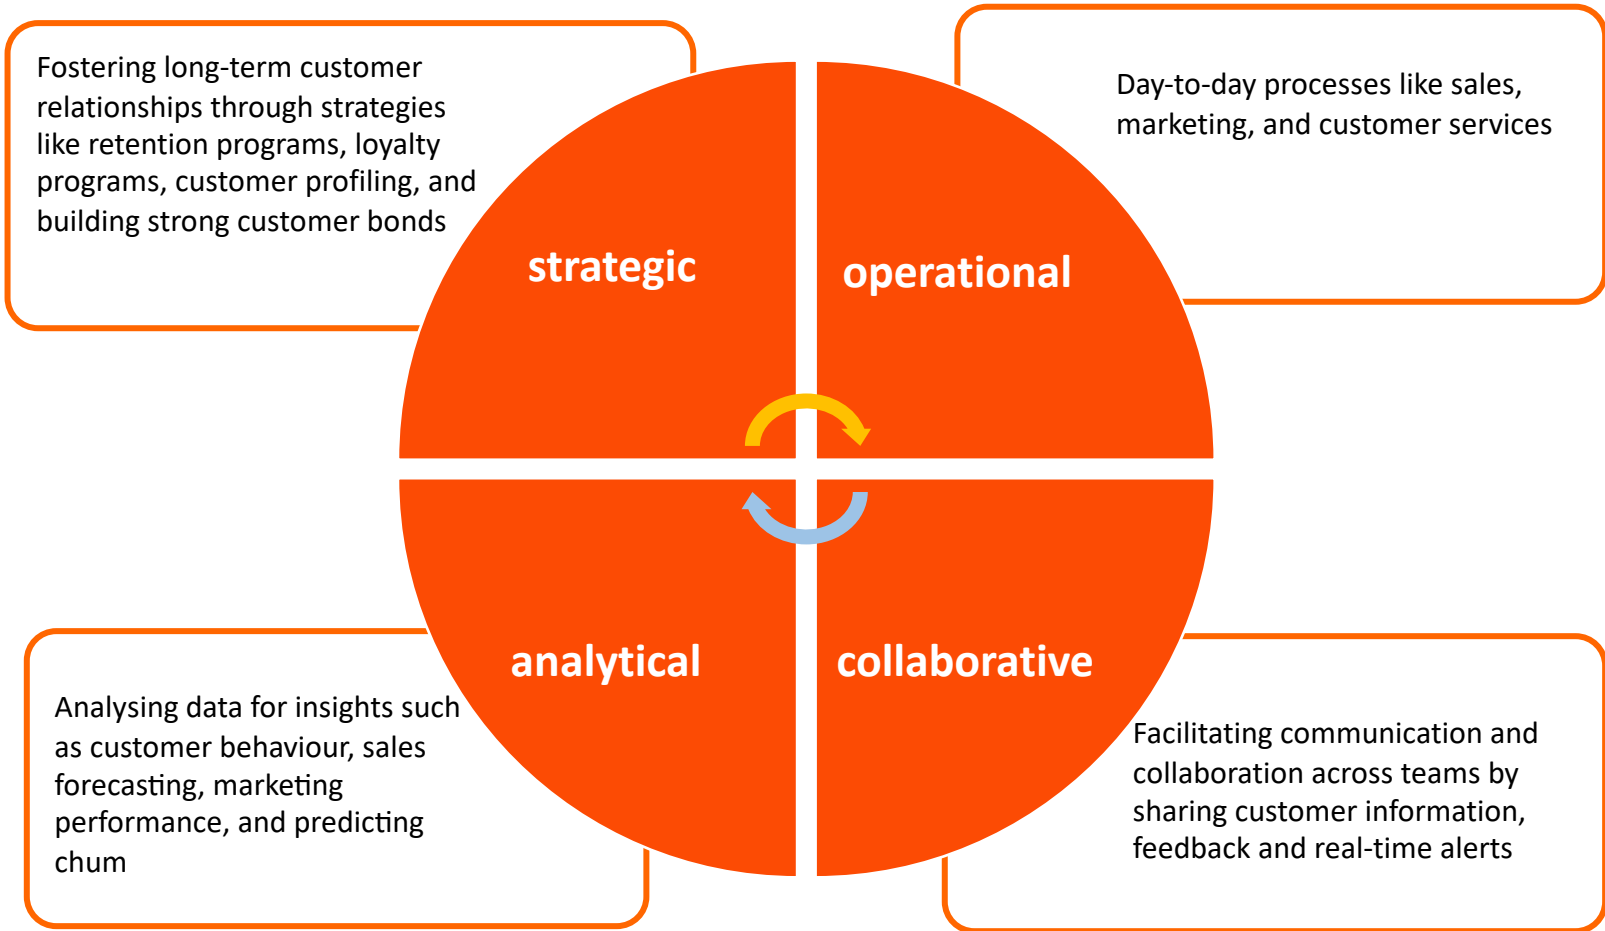 Fostering long-term customer
relationships through strategies
like retention programs, loyalty
programs, customer profiling, and
building strong customer bonds
Day-to-day processes like sales,
marketing, and customer services
strategic
operational
analytical
collaborative
Analysing data for insights such
as customer behaviour, sales
forecasting, marketing
performance, and predicting
chum
Facilitating communication and
collaboration across teams by
sharing customer information,
feedback and real-time alerts